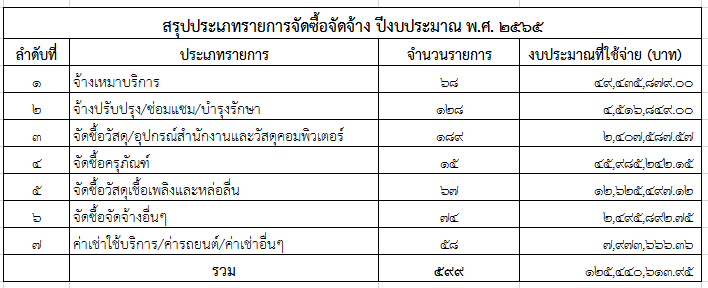 สรุปประเภทรายการจัดซื้อจัดจ้าง ปีงบประมาณ พ.ศ. ๒๕๖๕
ลำดับที่ ประเภทรายการ จำนวนรายการ งบประมาณที่ใช้จ่าย (บาท)
๑ จ้างเหมาบริการ ๖๘ ๔๙,๔๓๕,๘๗๙.๐๐
๒ จ้างปรับปรุง/ซ่อมแซม/บำรุงรักษา ๑๒๘ ๔,๕๑๖,๘๔๙.๐๐
๓ จัดซื้อวัสดุ/อุปกรณ์สำนักงานและวัสดุคอมพิวเตอร์ ๑๘๙ ๒,๔๐๗,๕๘๗.๕๗
๔ จัดซื้อครุภัณฑ์ ๑๕ ๔๕,๙๘๕,๒๔๒.๑๕
๕ จัดซื้อวัสดุเชื้อเพลิงและหล่อลื่น ๖๗ ๑๒,๖๒๕,๔๙๗.๑๒
๖ จัดซื้อจัดจ้างอื่นๆ ๗๔ ๒,๔๙๕,๘๙๒.๗๕
๗ ค่าเช่าใช้บริการ/ค่ารถยนต์/ค่าเช่าอื่นๆ ๕๘ ๗,๙๗๓,๖๖๖.๓๖
รวม ๕๙๙ ๑๒๕,๔๔๐,๖๑๓.๙๕